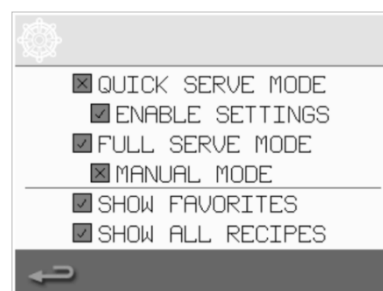 QUICK SERVE MODE
ENABLE SETTINGS
FULL SERVE MODE
MANUAL MODE
SHOW FAVORITES
SHOW ALL RECIPES